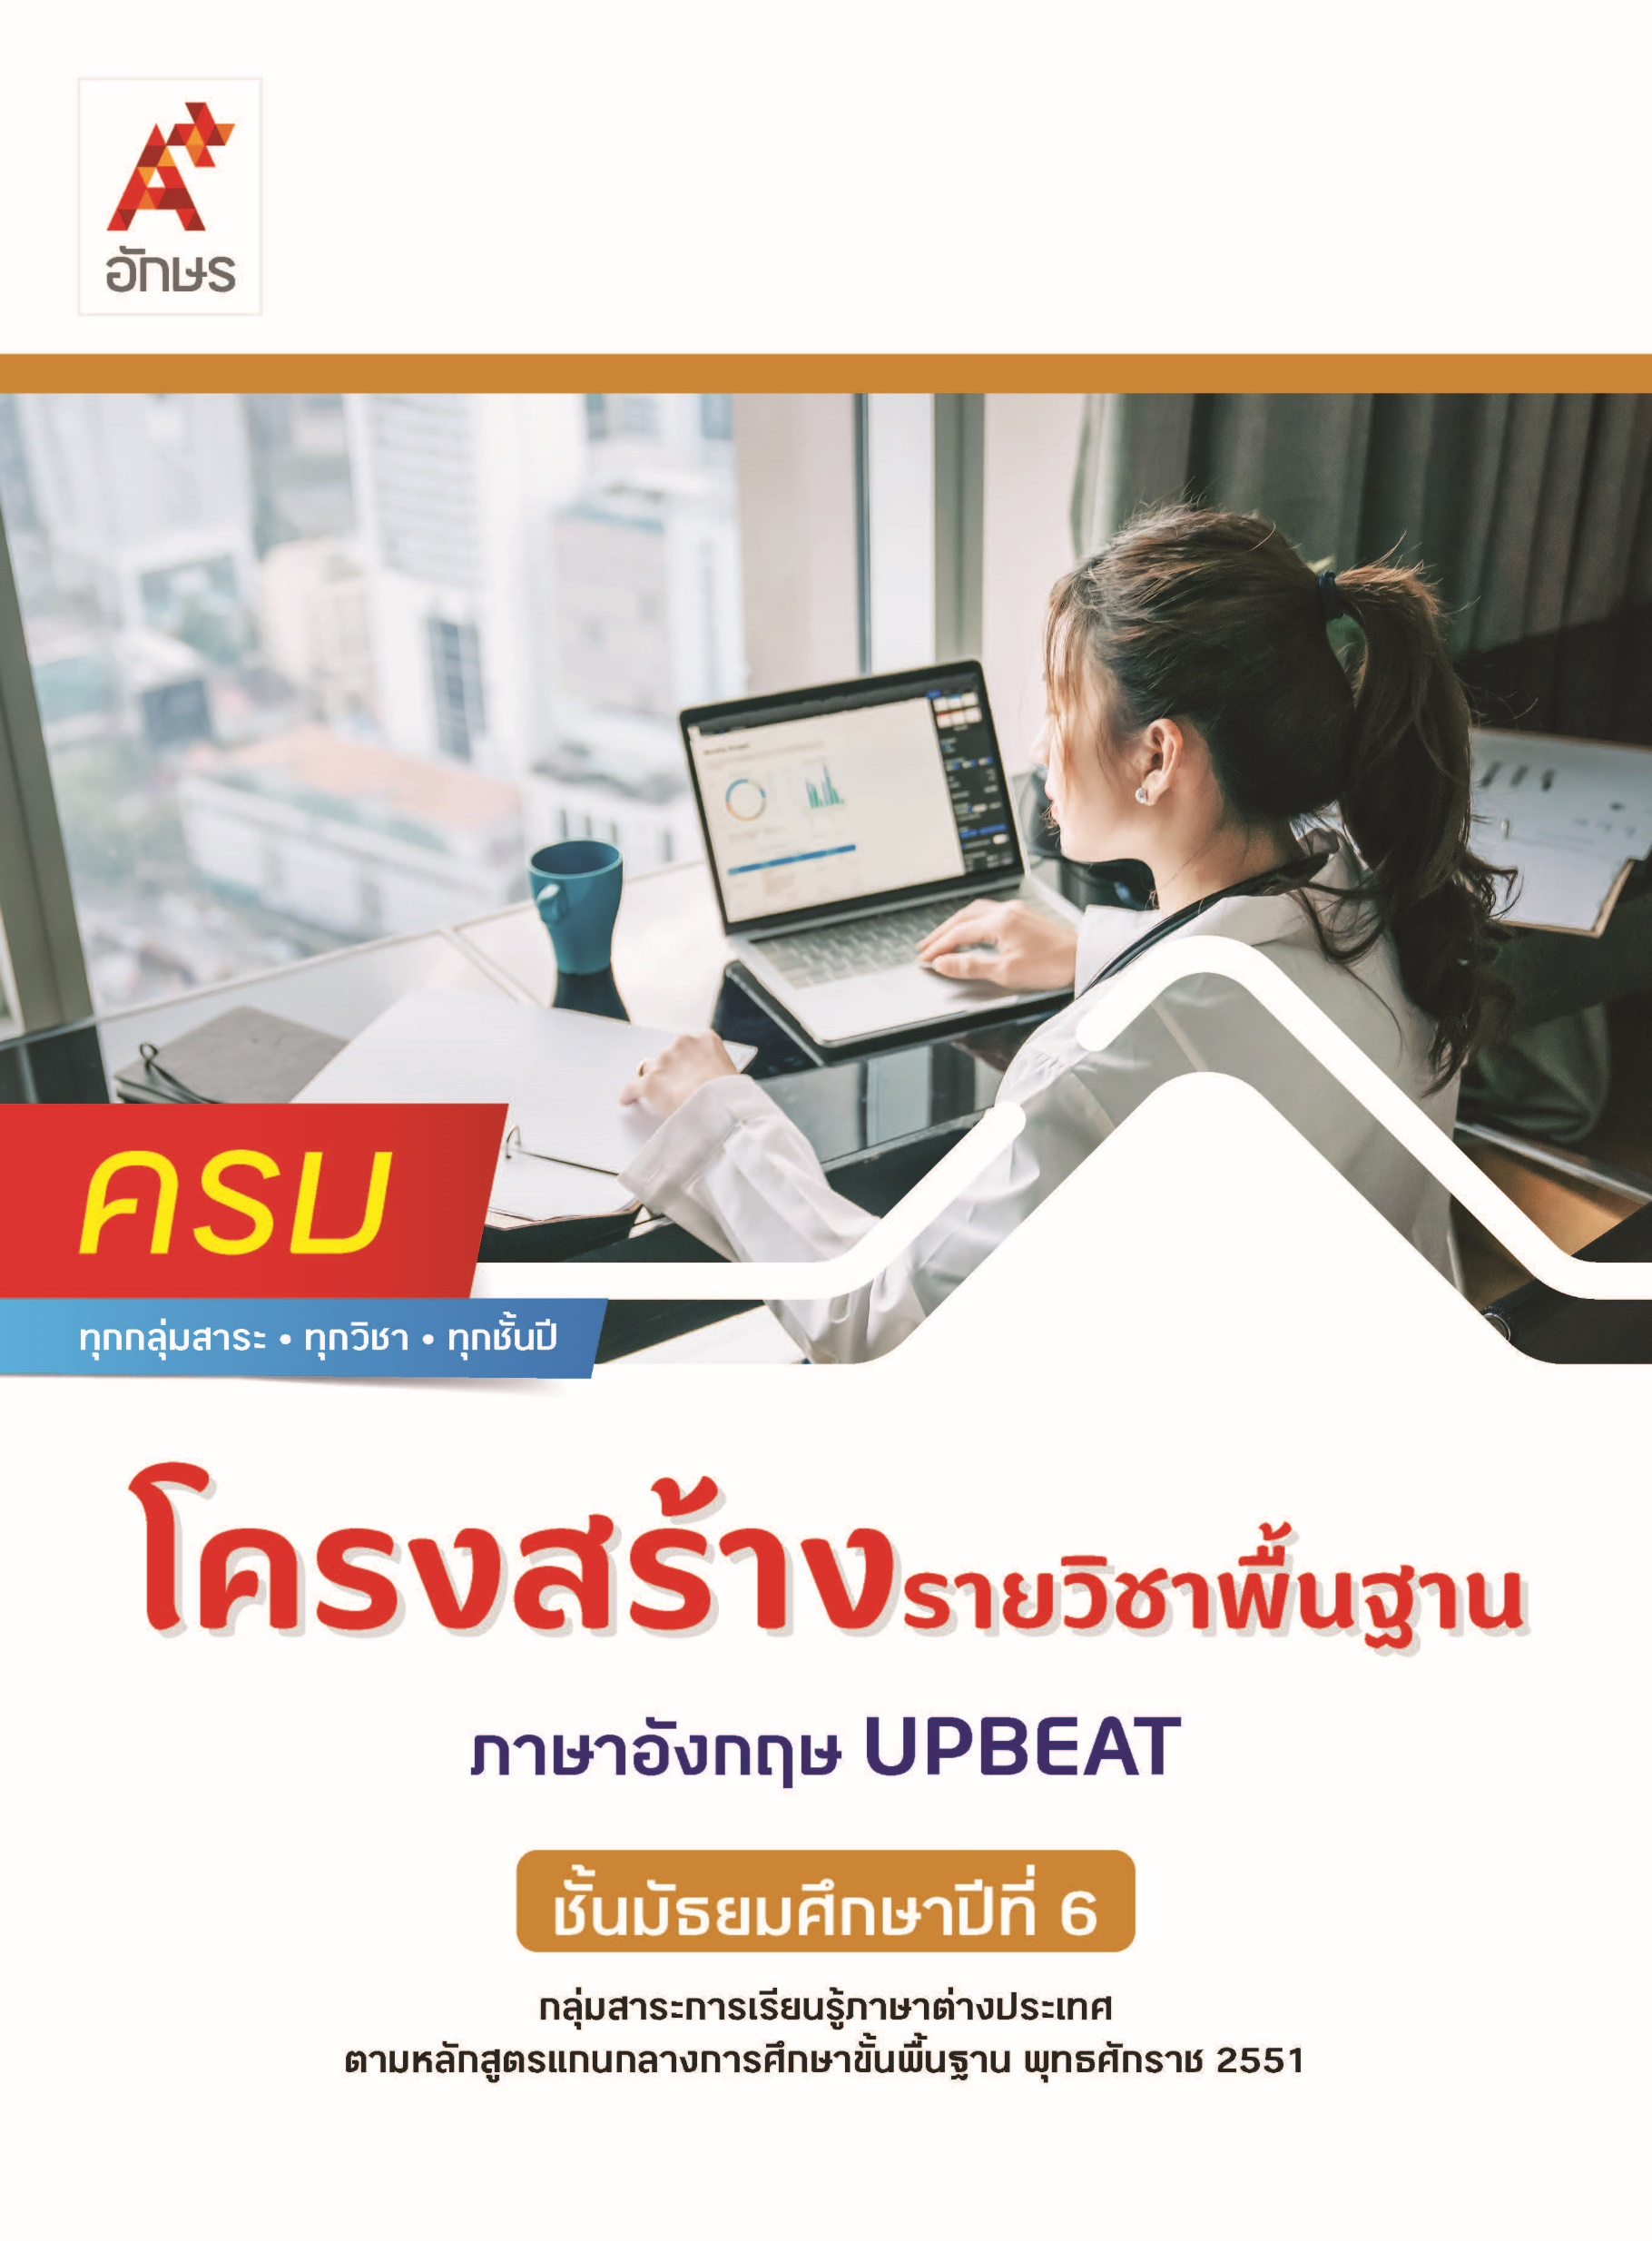 อักษร
ครบ
ทุกกลุ่มสาระ • ทุกวิชา • ทุกชั้นปี
โครงสร้างรายวิชาพื้นฐาน
ภาษาอังกฤษ UPBEAT
ชั้นมัธยมศึกษาปีที่ 6
กลุ่มสาระการเรียนรู้ภาษาต่างประเทศ
ตามหลักสูตรแกนกลางการศึกษาขั้นพื้นฐาน พุทธศักราช 2551